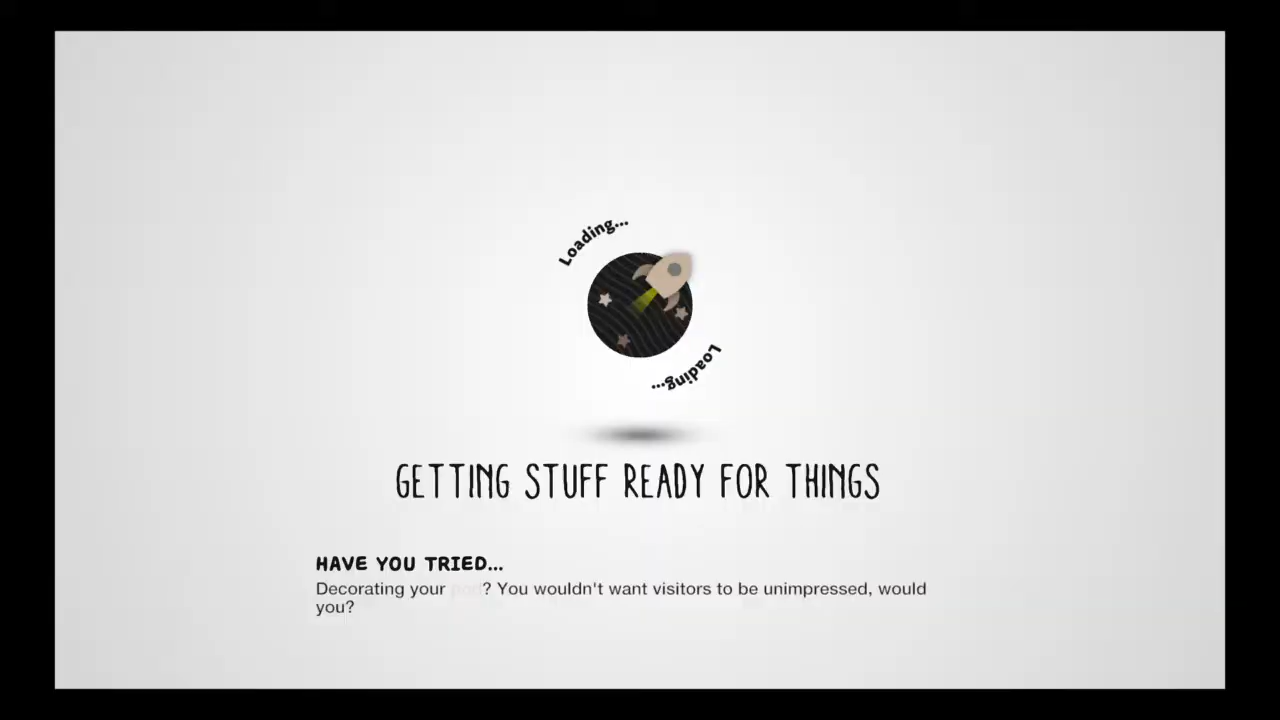 Loading...
Loading...
GETTING STUFF READY FOR THINGS
HAVE YOU TRIED...
Decorating your pod? You wouldn't want visitors to be unimpressed, would
you?